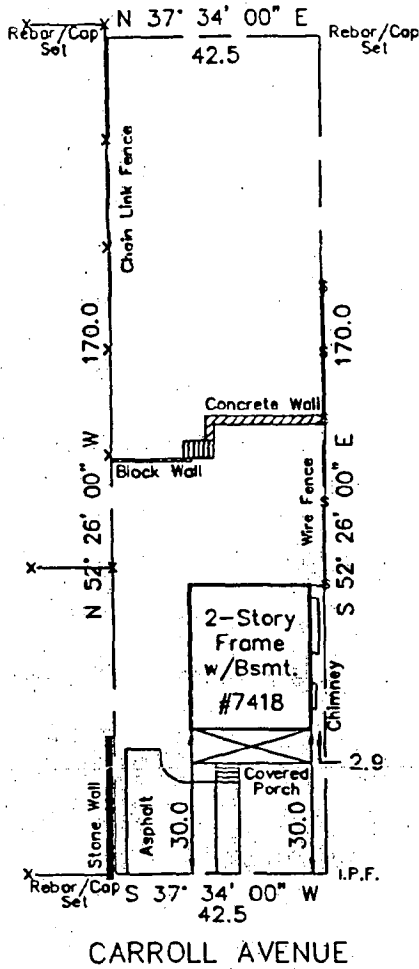 N 37° 34' 00" E
Rebar/Cap
Set
Rebar/Cap
Set
42.5
Chain Link Fence
170.0
170.0
Concrete Wall
Block Wall
N 52° 26' 00" W
Wire Fence
S 52° 26' 00" E
2-Story
Frame
w/Bsmt.
#7418
Chimney
2.9
Covered
Porch
Stone Wall
Asphalt
30.0
30.0
I.P.F.
Rebar/Cap
Set
S 37° 34' 00" W
42.5
CARROLL AVENUE